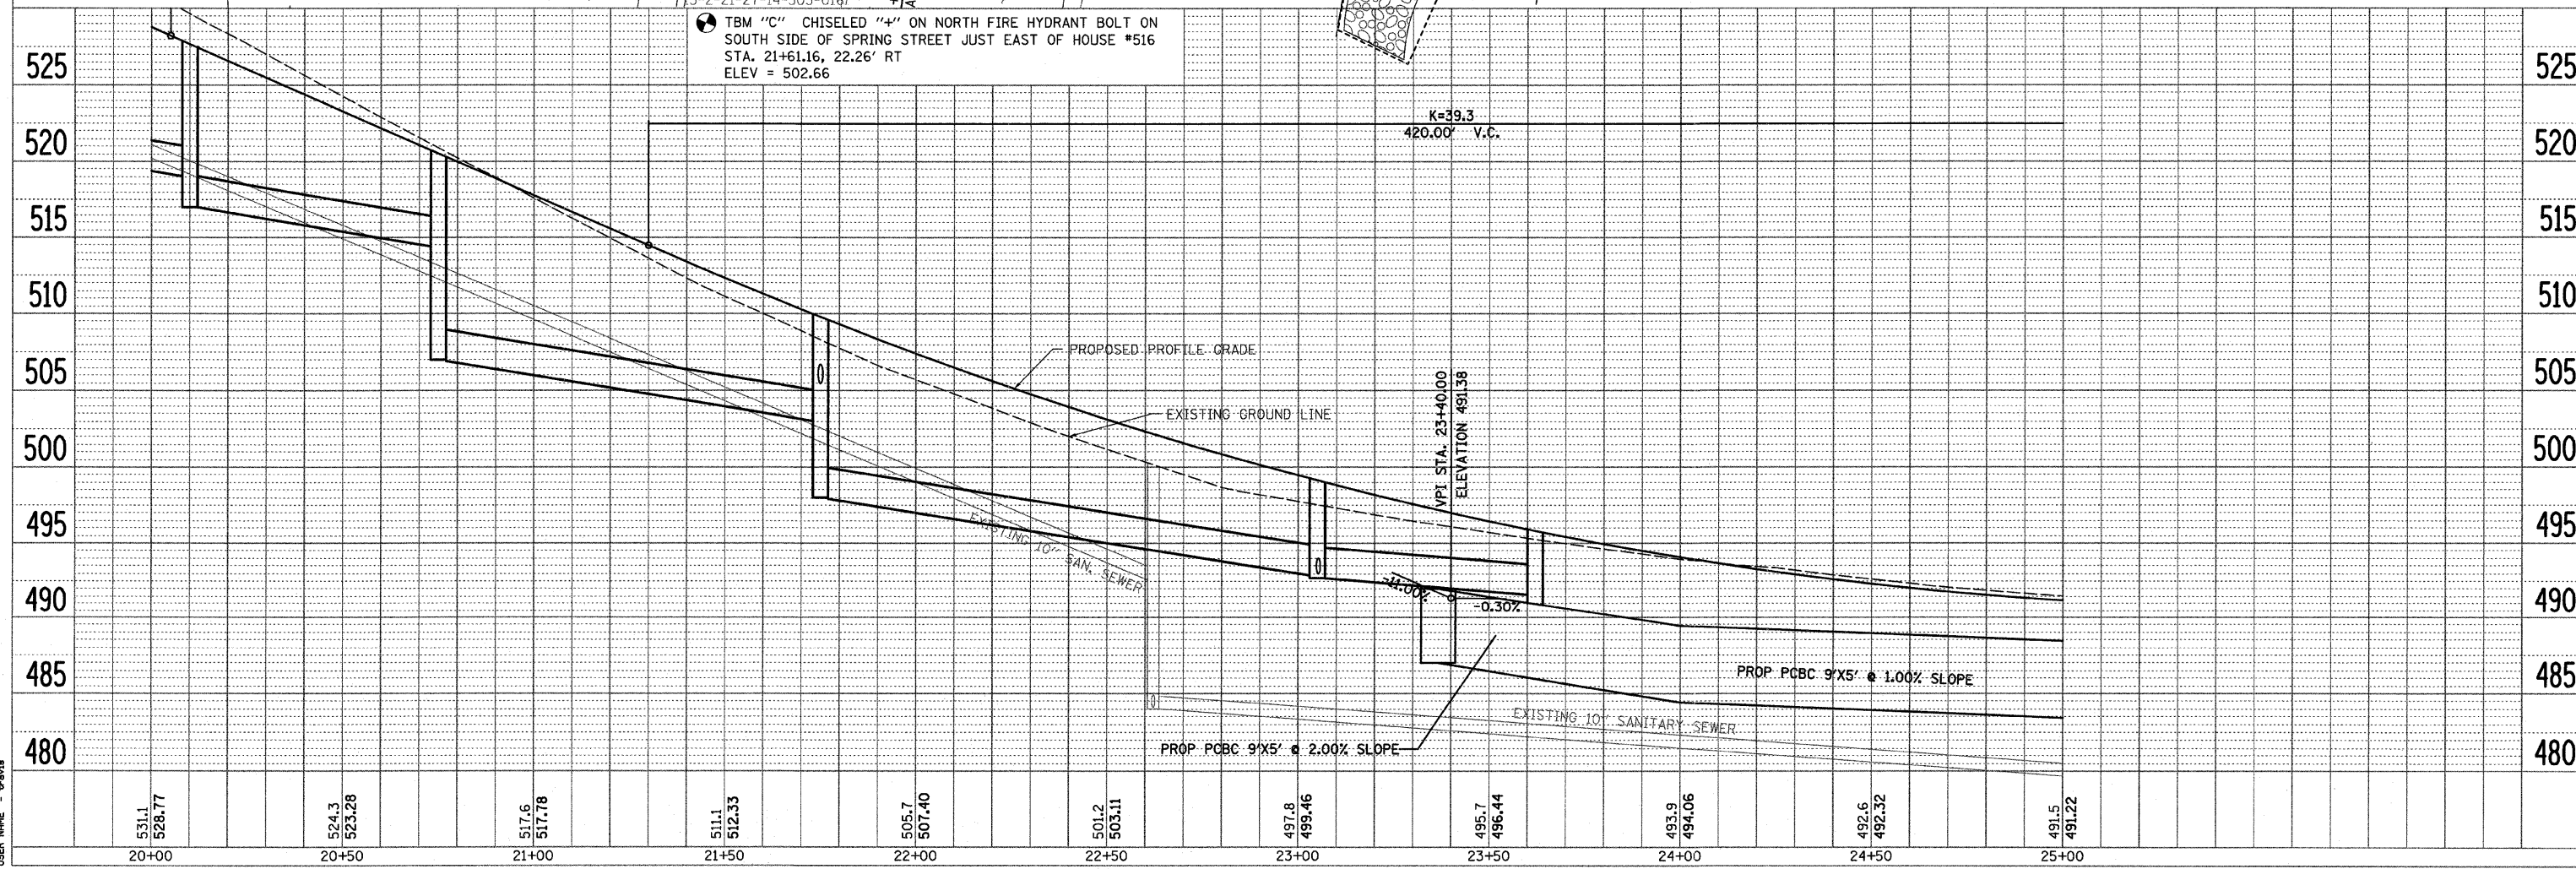 TBM "C" CHISELED "+" ON NORTH FIRE HYDRANT BOLT ON
SOUTH SIDE OF SPRING STREET JUST EAST OF HOUSE #516
STA. 21+61.16, 22.26' RT
ELEV = 502.66
525 525
K=39.3
420.00' V.C.
520 520
515 515
510 510
PROPOSED PROFILE GRADE
505 505
VPI STA. 23+40.00
ELEVATION 491.38
EXISTING GROUND LINE
500 500
495 495
EXISTING 10" SAN. SEWER
490 490
-11.00%
-0.30%
485 485
PROP PCBC 9'X5' @ 1.00% SLOPE
EXISTING 10" SANITARY SEWER
PROP PCBC 9'X5' @ 2.00% SLOPE
480 480
531.1 524.3 517.6 511.1 505.7 501.2 497.8 495.7 493.9 492.6 491.5
528.77 523.28 517.78 512.33 507.40 503.11 499.46 496.44 494.06 492.32 491.22
20+00 20+50 21+00 21+50 22+00 22+50 23+00 23+50 24+00 24+50 25+00
USER NAME =